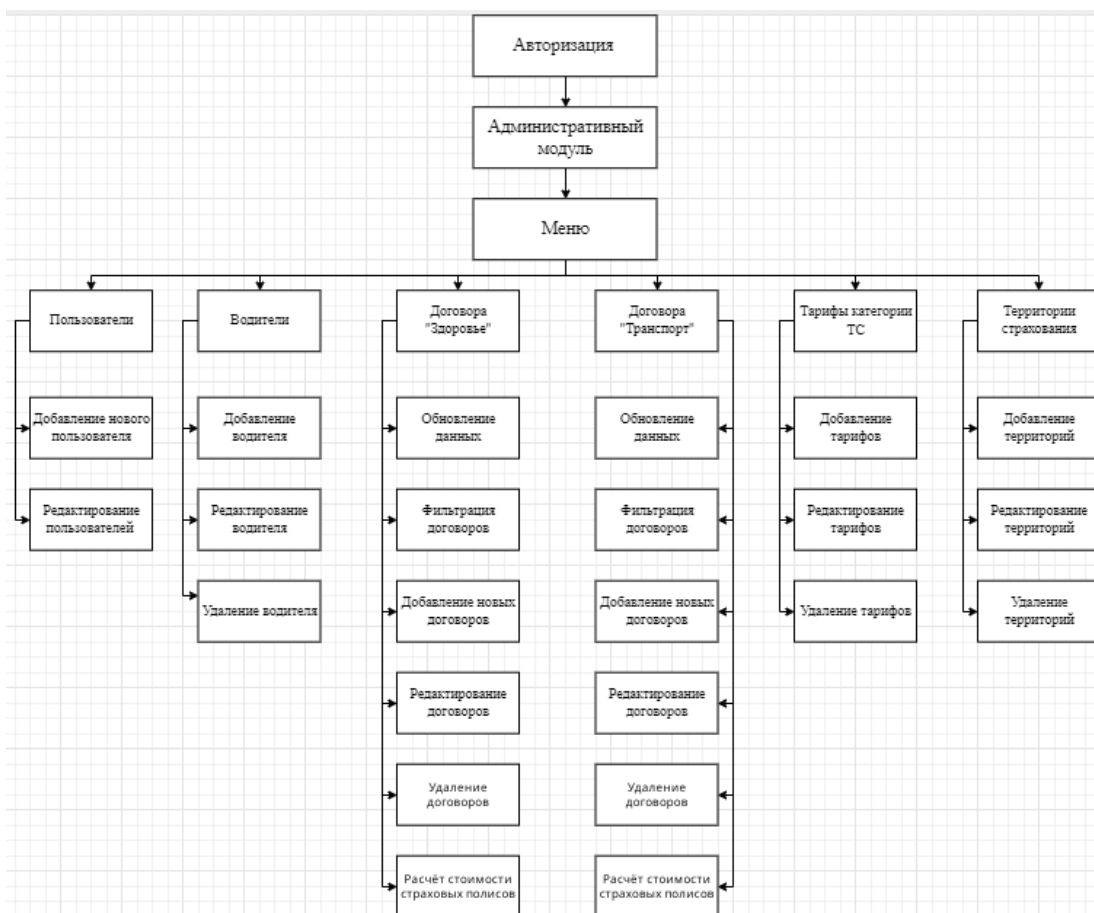 Авторизация
Административный
модуль
Меню
Пользователи
Водители
Договора
"Здоровье"
Договора
"Транспорт"
Тарифы категории
ТС
Территории
страхования
Добавление нового
пользователя
Добавление
водителя
Обновление
данных
Обновление
данных
Добавление
тарифов
Добавление
территорий
Редактирование
пользователей
Редактирование
водителя
Фильтрация
договоров
Фильтрация
договоров
Редактирование
тарифов
Редактирование
территорий
Удаление водителя
Добавление новых
договоров
Добавление новых
договоров
Удаление тарифов
Удаление
территорий
Редактирование
договоров
Редактирование
договоров
Удаление
договоров
Удаление
договоров
Расчёт стоимости
страховых полисов
Расчёт стоимости
страховых полисов